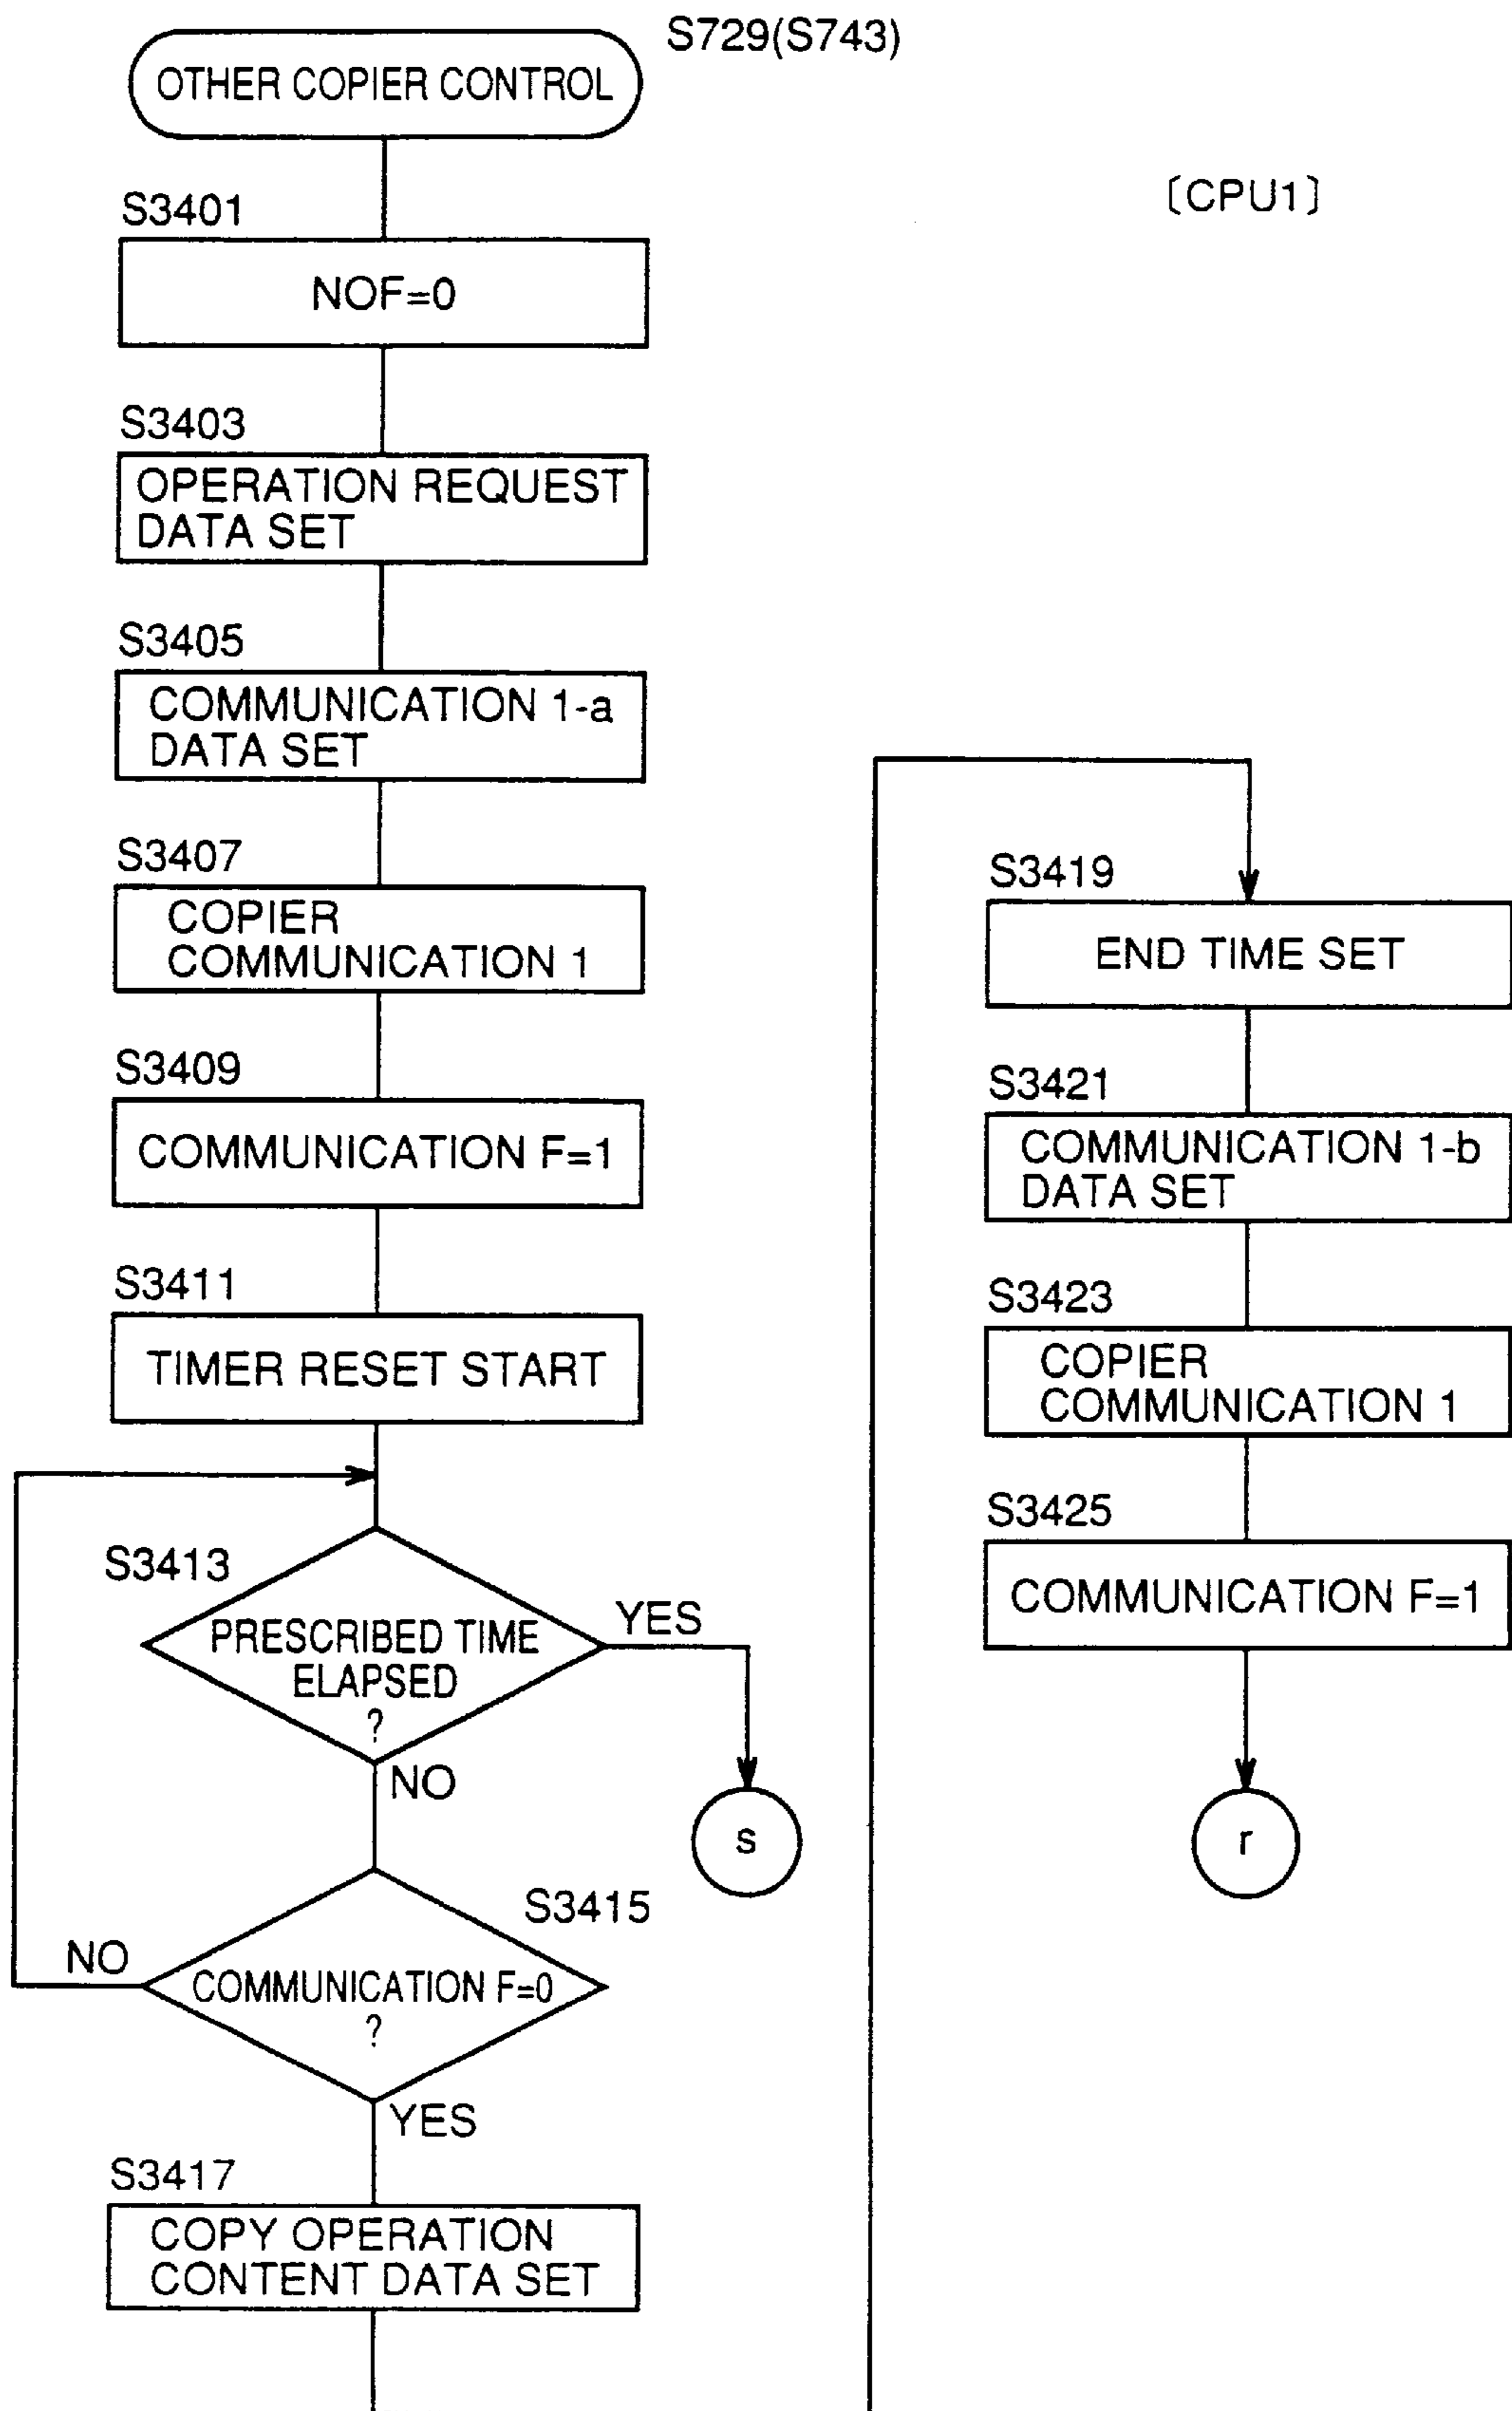 S729(S743)
OTHER COPIER CONTROL
〔CPU1〕
S3401
NOF=0
S3403
OPERATION REQUEST
DATA SET
S3405
COMMUNICATION 1-a
DATA SET
S3407
COPIER
COMMUNICATION 1
S3409
COMMUNICATION F=1
S3411
TIMER RESET START
S3413
PRESCRIBED TIME
ELAPSED
?
YES
s
NO
S3415
COMMUNICATION F=0
?
NO
YES
S3417
COPY OPERATION
CONTENT DATA SET
S3419
END TIME SET
S3421
COMMUNICATION 1-b
DATA SET
S3423
COPIER
COMMUNICATION 1
S3425
COMMUNICATION F=1
r